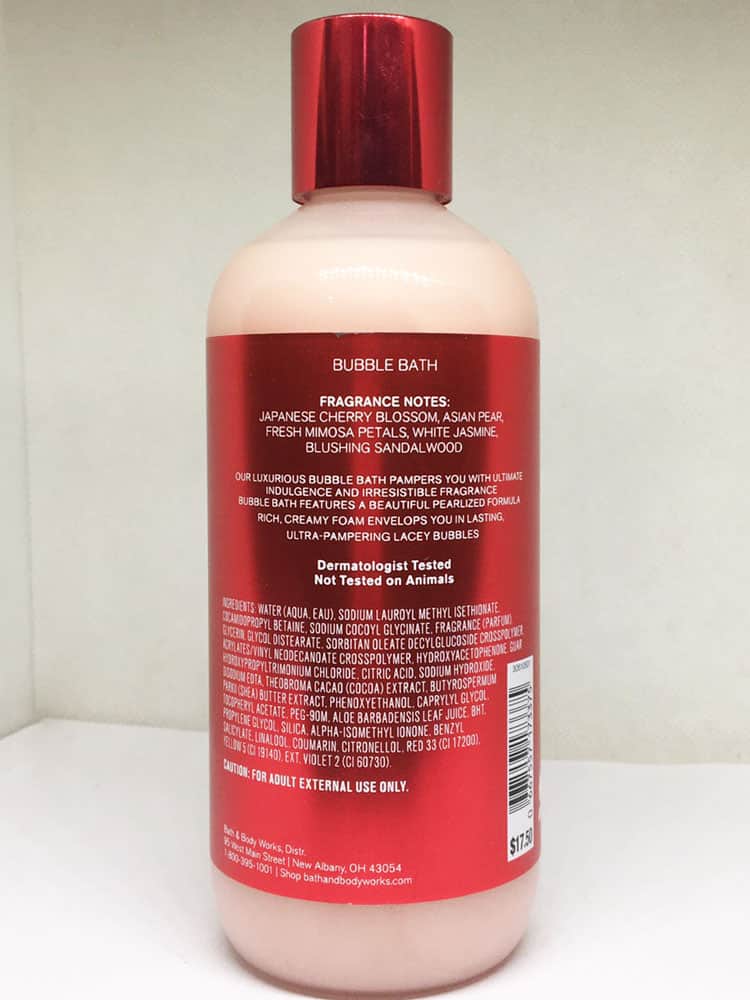 BUBBLE BATH
FRAGRANCE NOTES:
JAPANESE CHERRY BLOSSOM, ASIAN PEAR,
FRESH MIMOSA PETALS, WHITE JASMINE,
BLUSHING SANDALWOOD
OUR LUXURIOUS BUBBLE BATH PAMPERS YOU WITH ULTIMATE
INDULGENCE AND IRRESISTIBLE FRAGRANCE
BUBBLE BATH FEATURES A BEAUTIFUL PEARLIZED FORMULA
RICH, CREAMY FOAM ENVELOPS YOU IN LASTING,
ULTRA-PAMPERING LACEY BUBBLES
Dermatologist Tested
Not Tested on Animals
INGREDIENTS: WATER (AQUA, EAU), SODIUM LAUROYL METHYL ISETHIONATE,
COCAMIDOPROPYL BETAINE, SODIUM COCOYL GLYCINATE, FRAGRANCE (PARFUM),
GLYCERIN, GLYCOL DISTEARATE, SORBITAN OLEATE DECYLGLUCOSIDE CROSSPOLYMER,
ACRYLATES/VINYL NEODECANOATE CROSSPOLYMER, HYDROXYACETOPHENONE, GUAR
HYDROXYPROPYLTRIMONIUM CHLORIDE, CITRIC ACID, SODIUM HYDROXIDE,
DISODIUM EDTA, THEOBROMA CACAO (COCOA) EXTRACT, BUTYROSPERMUM
PARKII (SHEA) BUTTER EXTRACT, PHENOXYETHANOL, CAPRYLYL GLYCOL,
TOCOPHERYL ACETATE, PEG-90M, ALOE BARBADENSIS LEAF JUICE, BHT,
PROPYLENE GLYCOL, SILICA, ALPHA-ISOMETHYL IONONE, BENZYL
SALICYLATE, LINALOOL, COUMARIN, CITRONELLOL, RED 33 (CI 17200),
YELLOW 5 (CI 19140), EXT. VIOLET 2 (CI 60730).
CAUTION: FOR ADULT EXTERNAL USE ONLY.
$17.50
Bath & Body Works, Distr.
95 West Main Street | New Albany, OH 43054
1-800-395-1001 | Shop bathandbodyworks.com